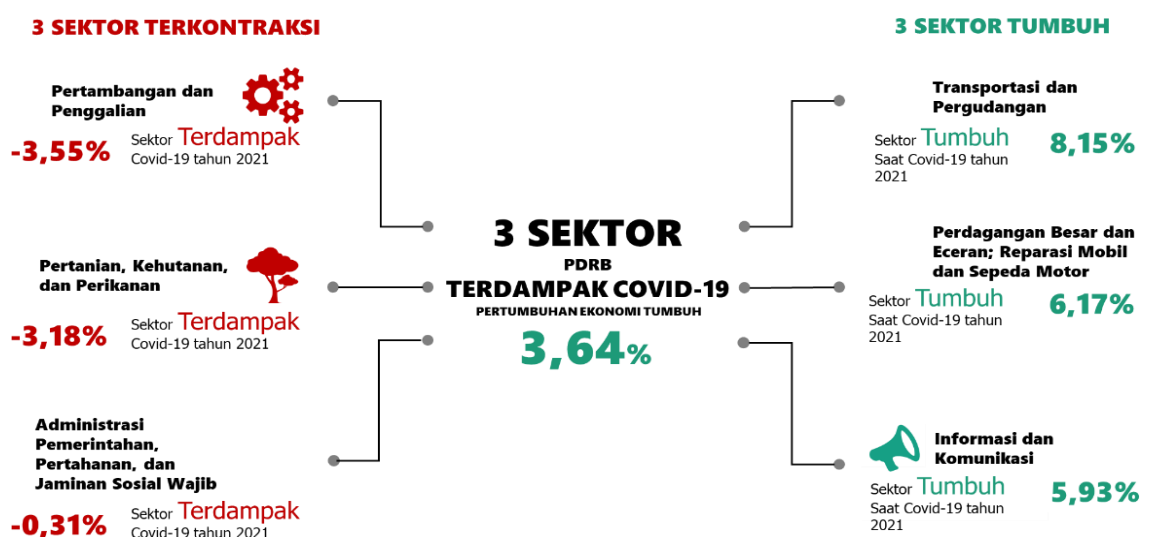 3 SEKTOR TERKONTRAKSI
Pertambangan dan
Penggalian
-3,55%
Sektor Terdampak
Covid-19 tahun 2021
Pertanian, Kehutanan,
dan Perikanan
-3,18%
Sektor Terdampak
Covid-19 tahun 2021
Administrasi
Pemerintahan,
Pertahanan, dan
Jaminan Sosial Wajib
-0,31%
Sektor Terdampak
Covid-19 tahun 2021
3 SEKTOR
PDRB
TERDAMPAK COVID-19
PERTUMBUHAN EKONOMI TUMBUH
3,64%
3 SEKTOR TUMBUH
Transportasi dan
Pergudangan
Sektor Tumbuh
Saat Covid-19 tahun
2021
8,15%
Perdagangan Besar dan
Eceran; Reparasi Mobil
dan Sepeda Motor
Sektor Tumbuh
Saat Covid-19 tahun
2021
6,17%
Informasi dan
Komunikasi
Sektor Tumbuh
Saat Covid-19 tahun
2021
5,93%